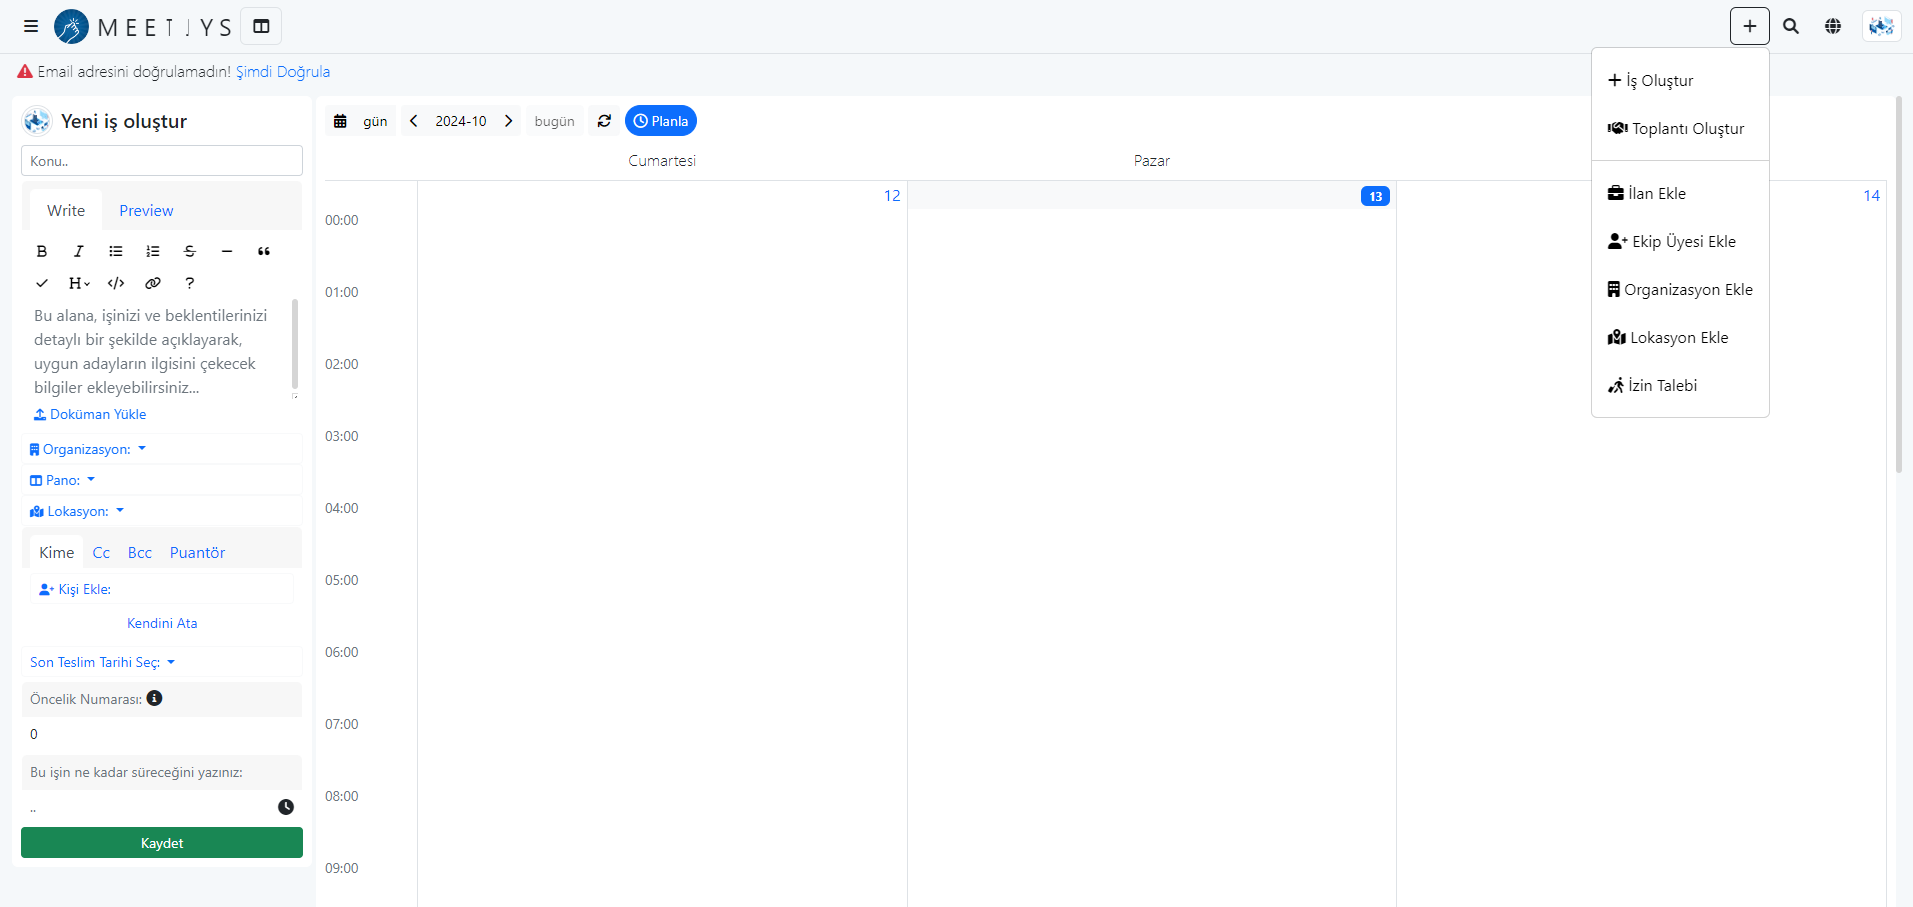 MEETJYS
Email adresini doğrulamadın! Şimdi Doğrula
Yeni iş oluştur
Konu..
Write Preview
B I S H ?
Bu alana, işinizi ve beklentilerinizi
detaylı bir şekilde açıklayarak,
uygun adayların ilgisini çekecek
bilgiler ekleyebilirsiniz...
Doküman Yükle
Organizasyon:
Pano:
Lokasyon:
Kime Cc Bcc Puantör
Kişi Ekle:
Kendini Ata
Son Teslim Tarihi Seç:
Öncelik Numarası:
0
Bu işin ne kadar süreceğini yazınız:
..
Kaydet
gün 2024-10 bugün Planla
Cumartesi Pazar
12 13 14
00:00
01:00
02:00
03:00
04:00
05:00
06:00
07:00
08:00
09:00
İş Oluştur
Toplantı Oluştur
İlan Ekle
Ekip Üyesi Ekle
Organizasyon Ekle
Lokasyon Ekle
İzin Talebi